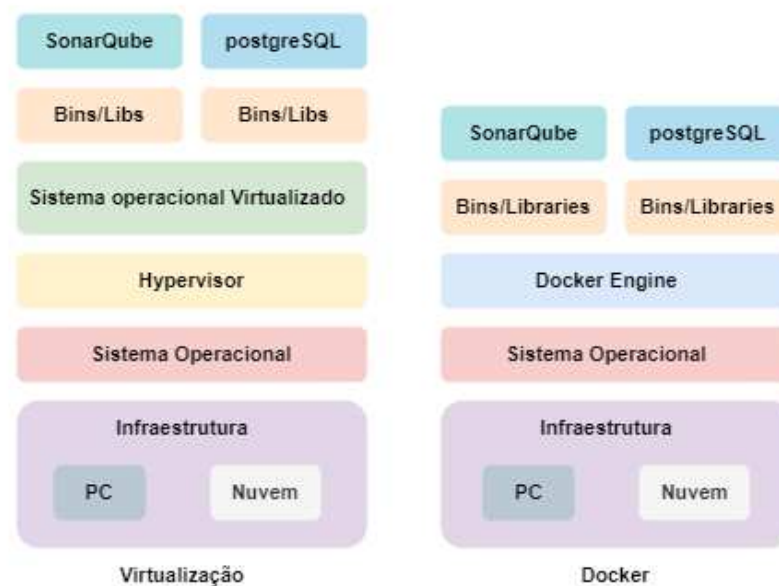 SonarQube
postgreSQL
Bins/Libs
Bins/Libs
Sistema operacional Virtualizado
Hypervisor
Sistema Operacional
Infraestrutura
PC
Nuvem
Virtualização
SonarQube
postgreSQL
Bins/Libraries
Bins/Libraries
Docker Engine
Sistema Operacional
Infraestrutura
PC
Nuvem
Docker